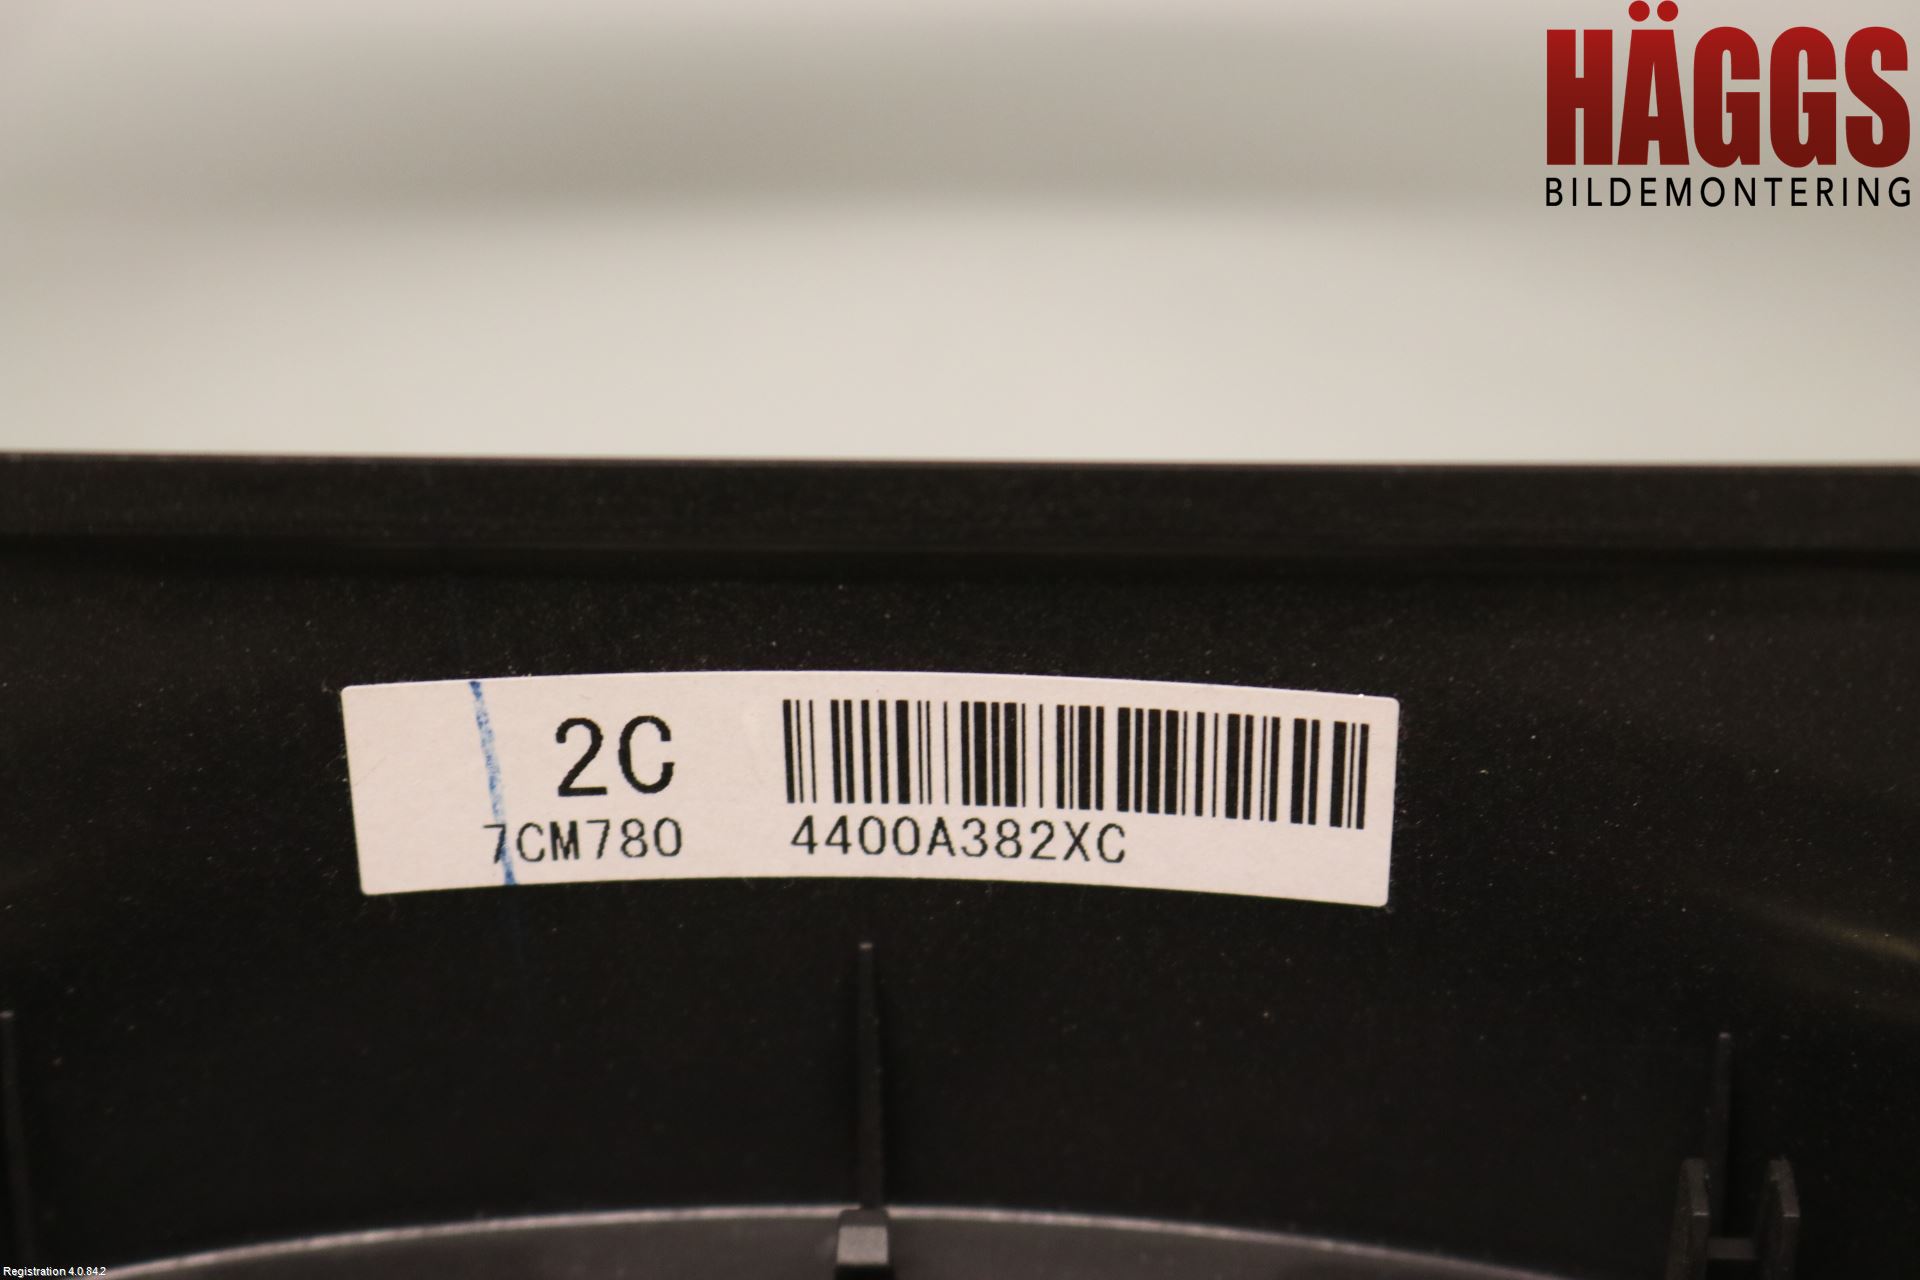 HÄGGS
BILDEMONTERING
2C
7CM780
4400A382XC
Registration 4.0.84.2